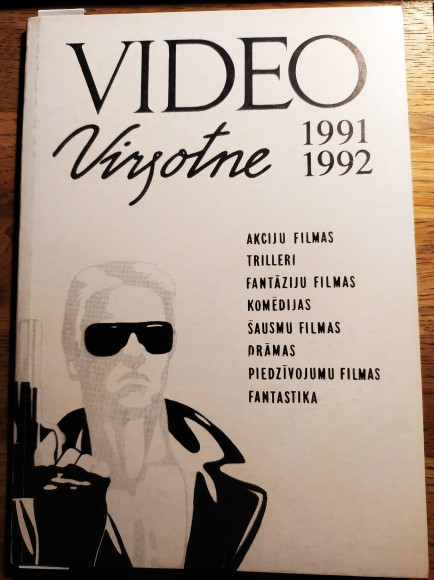 VIDEO
Virsotne
1991
1992
AKCIJU FILMAS
TRILLERI
FANTĀZIJU FILMAS
KOMĒDIJAS
ŠAUSMU FILMAS
DRĀMAS
PIEDZĪVOJUMU FILMAS
FANTASTIKA